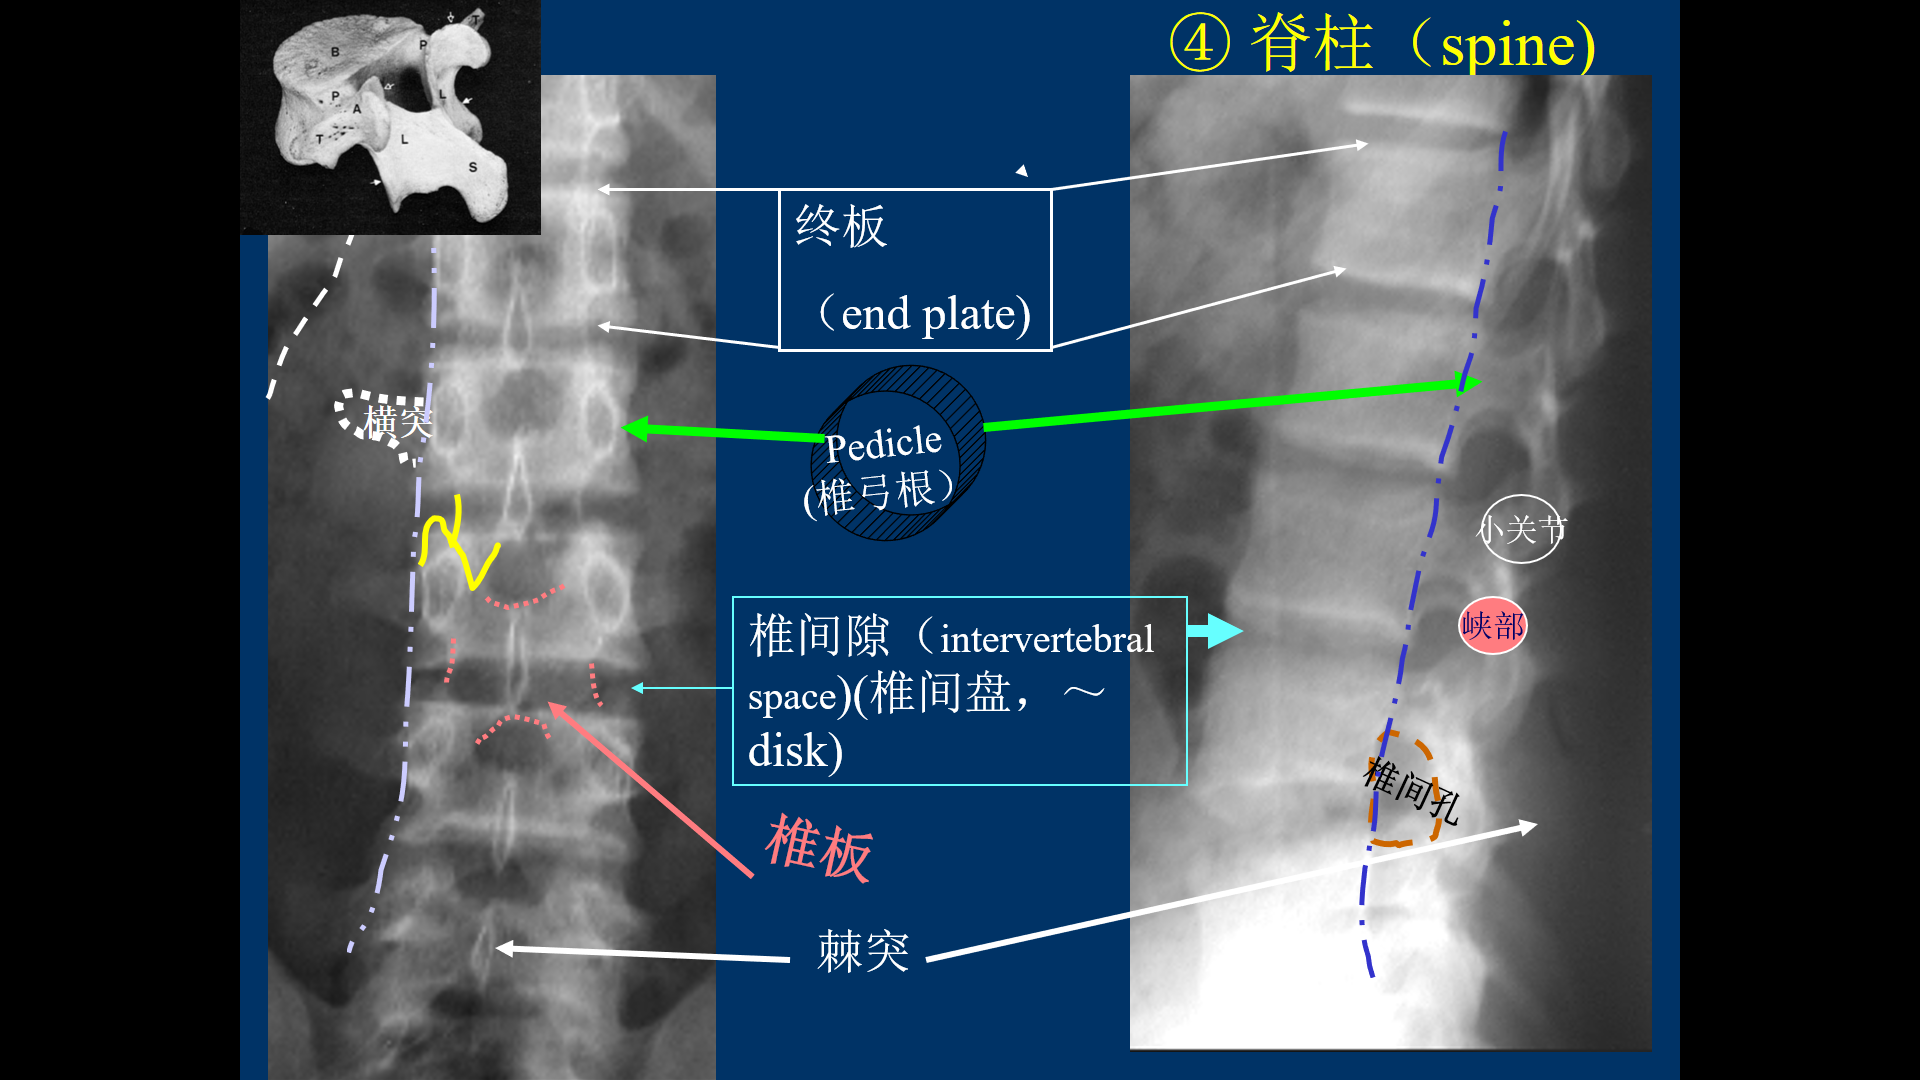 ④ 脊柱（spine)
B
P
T
P
A
L
T
L
S
终板
（end plate)
横突
Pedicle
(椎弓根）
小关节
椎间隙（intervertebral
space)(椎间盘，～
disk)
峡部
椎间孔
椎板
棘突